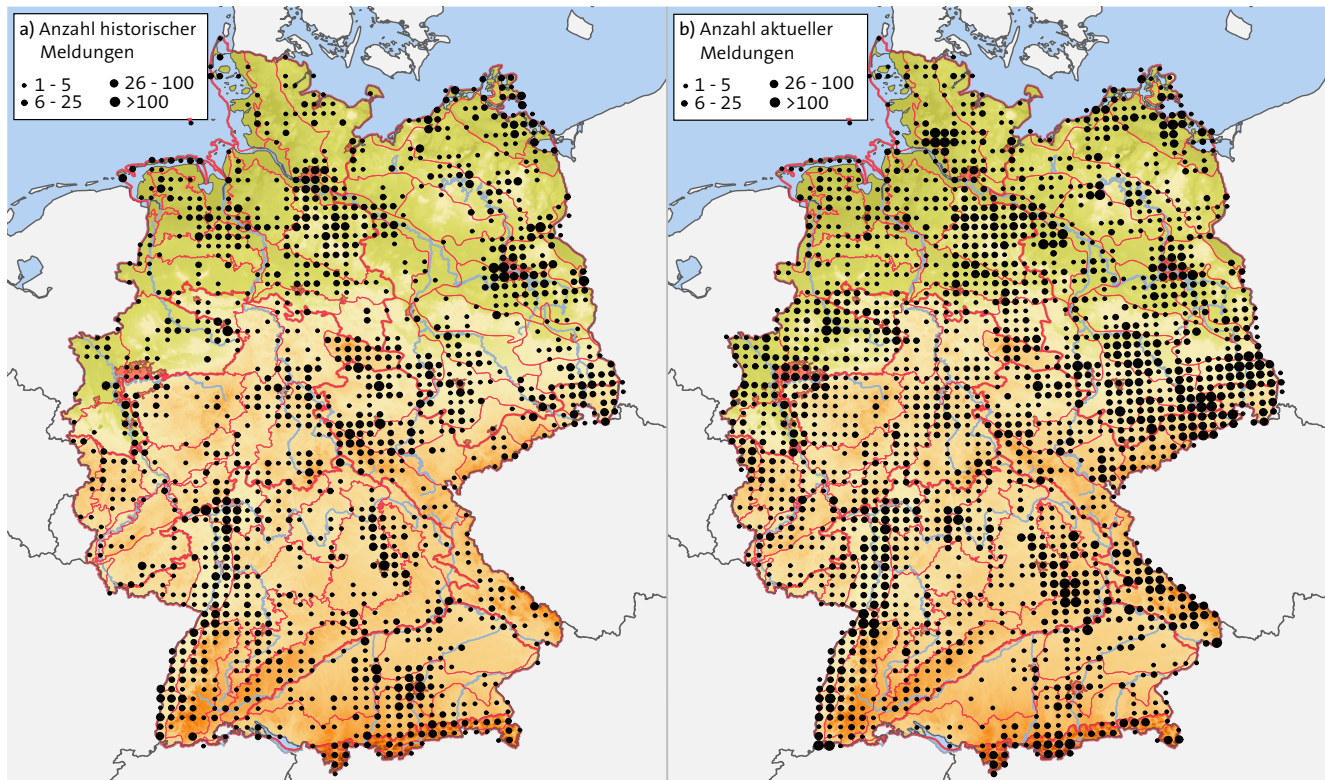 a) Anzahl historischer
Meldungen
1 - 5
26 - 100
6 - 25
>100
b) Anzahl aktueller
Meldungen
1 - 5
26 - 100
6 - 25
>100